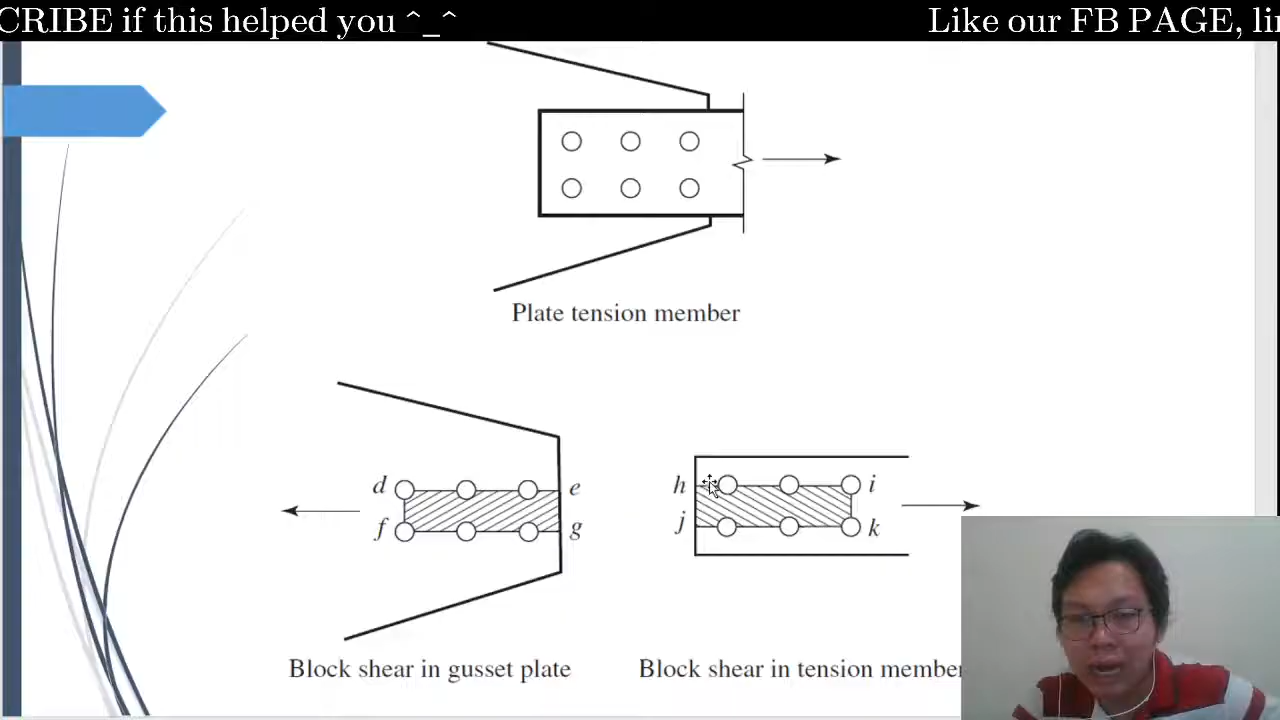 CRIBE if this helped you ^_^ Like our FB PAGE, lin
Plate tension member
d e h i
f g j k
Block shear in gusset plate Block shear in tension member